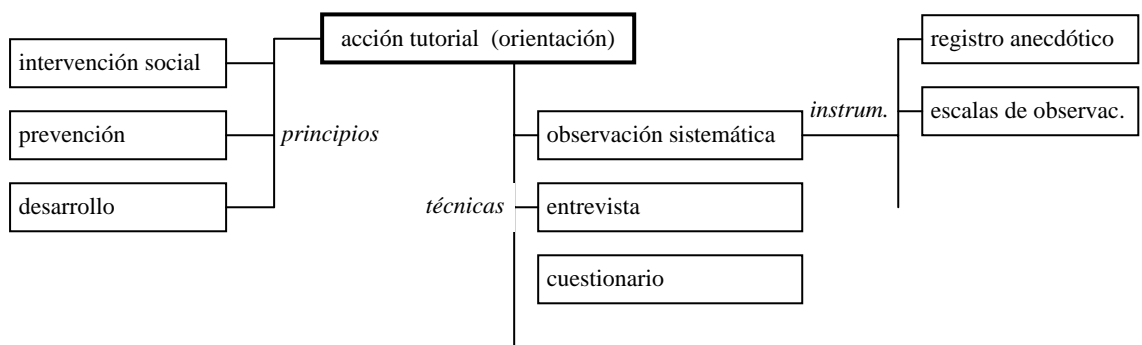 acción tutorial (orientación)
intervención social
prevención
desarrollo
principios
técnicas
observación sistemática
entrevista
cuestionario
instrum.
registro anecdótico
escalas de observac.